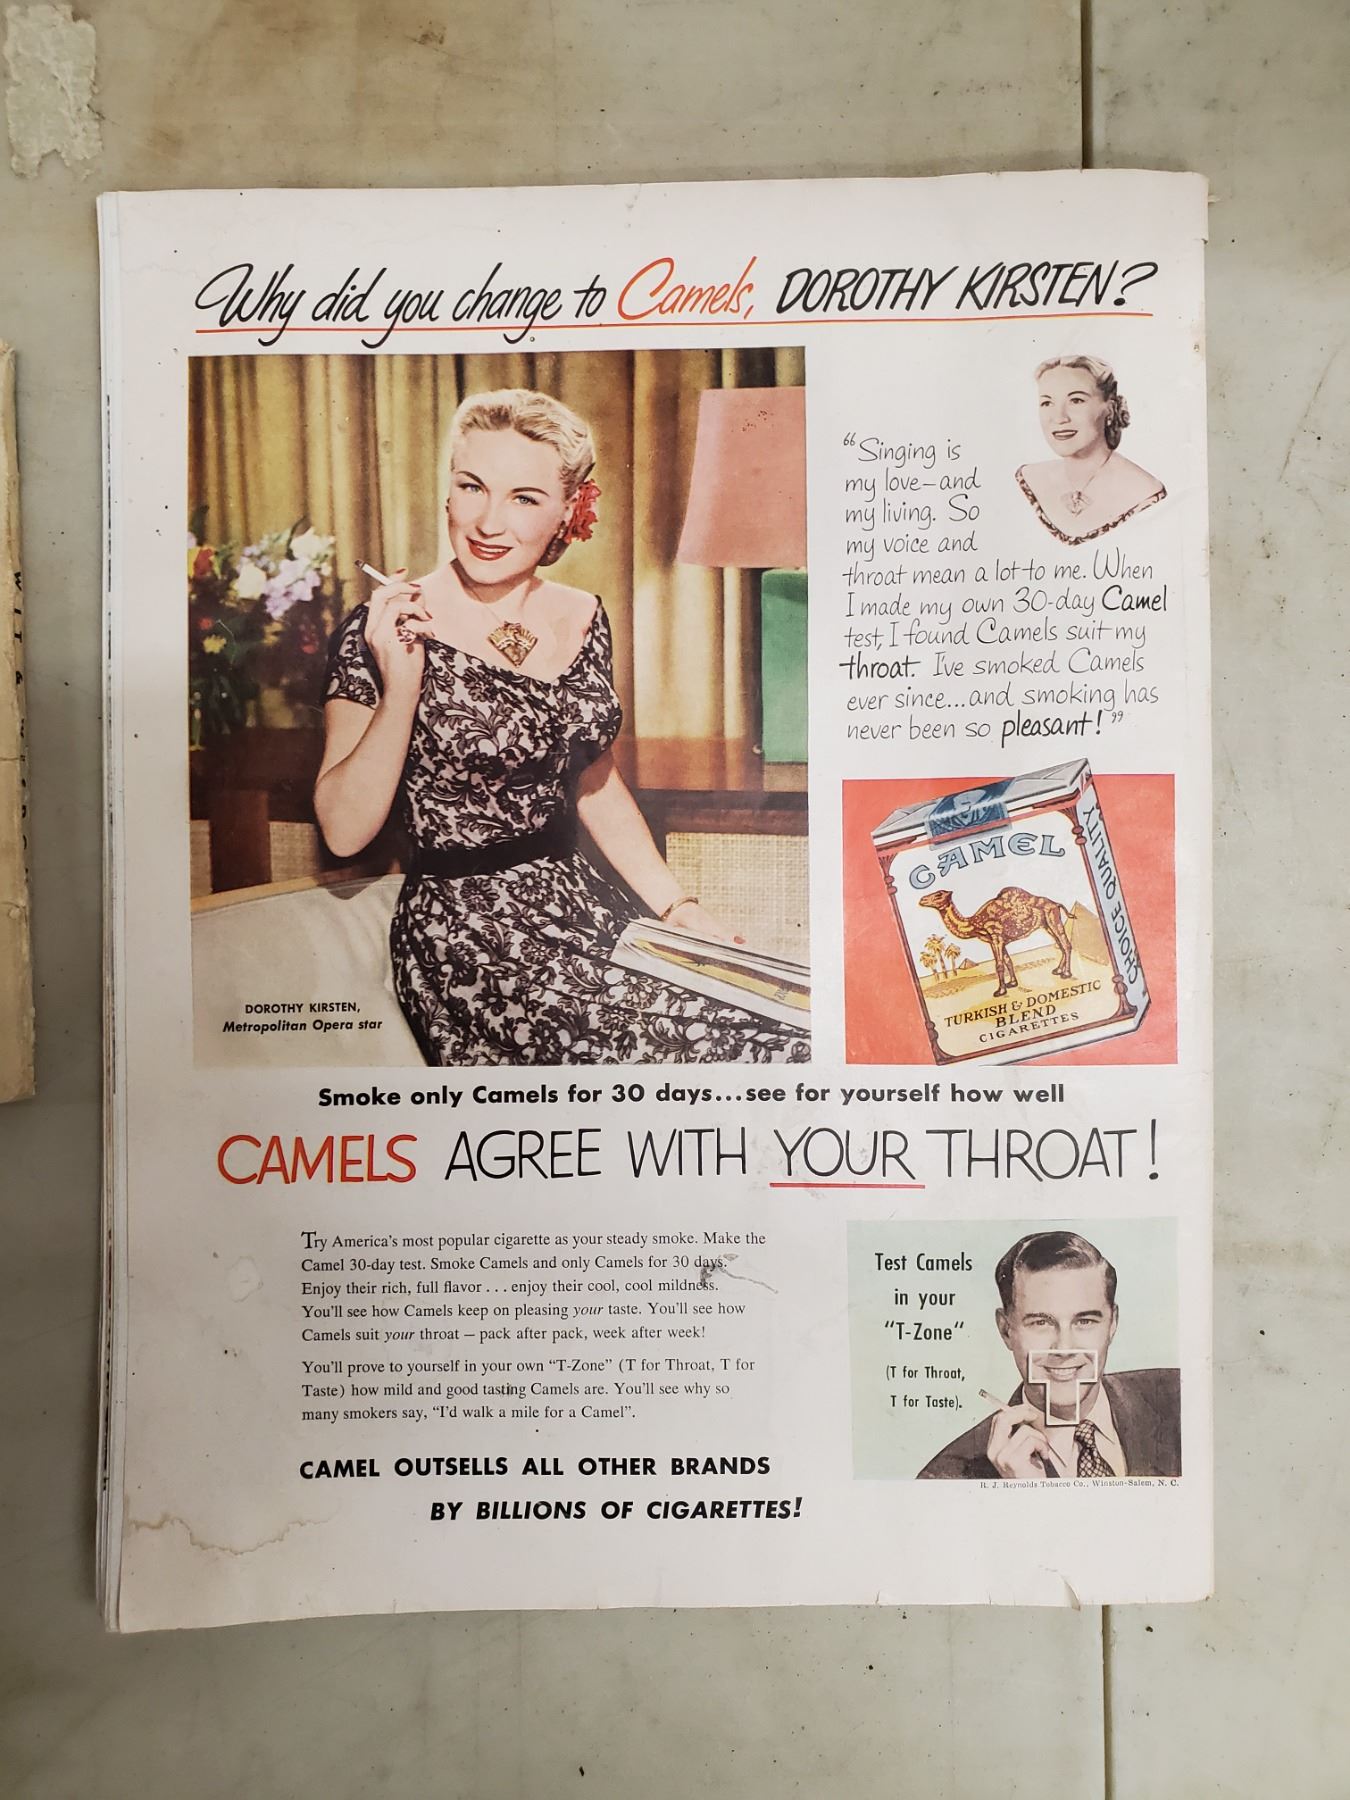 Why did you change to Camels, DOROTHY KIRSTEN?
"Singing is
my love—and
my living. So
my voice and
throat mean a lot to me. When
I made my own 30-day Camel
test, I found Camels suit my
throat. I've smoked Camels
ever since...and smoking has
never been so pleasant!"
DOROTHY KIRSTEN,
Metropolitan Opera star
CAMEL
CHOICE QUALITY
TURKISH & DOMESTIC
BLEND
CIGARETTES
Smoke only Camels for 30 days...see for yourself how well
CAMELS AGREE WITH YOUR THROAT!
Try America's most popular cigarette as your steady smoke. Make the
Camel 30-day test. Smoke Camels and only Camels for 30 days.
Enjoy their rich, full flavor . . . enjoy their cool, cool mildness.
You'll see how Camels keep on pleasing your taste. You'll see how
Camels suit your throat — pack after pack, week after week!
You'll prove to yourself in your own "T-Zone" (T for Throat, T for
Taste) how mild and good tasting Camels are. You'll see why so
many smokers say, "I'd walk a mile for a Camel".
CAMEL OUTSELLS ALL OTHER BRANDS
BY BILLIONS OF CIGARETTES!
Test Camels
in your
"T-Zone"
(T for Throat,
T for Taste).
T
R. J. Reynolds Tobacco Co., Winston-Salem, N. C.
WIT &